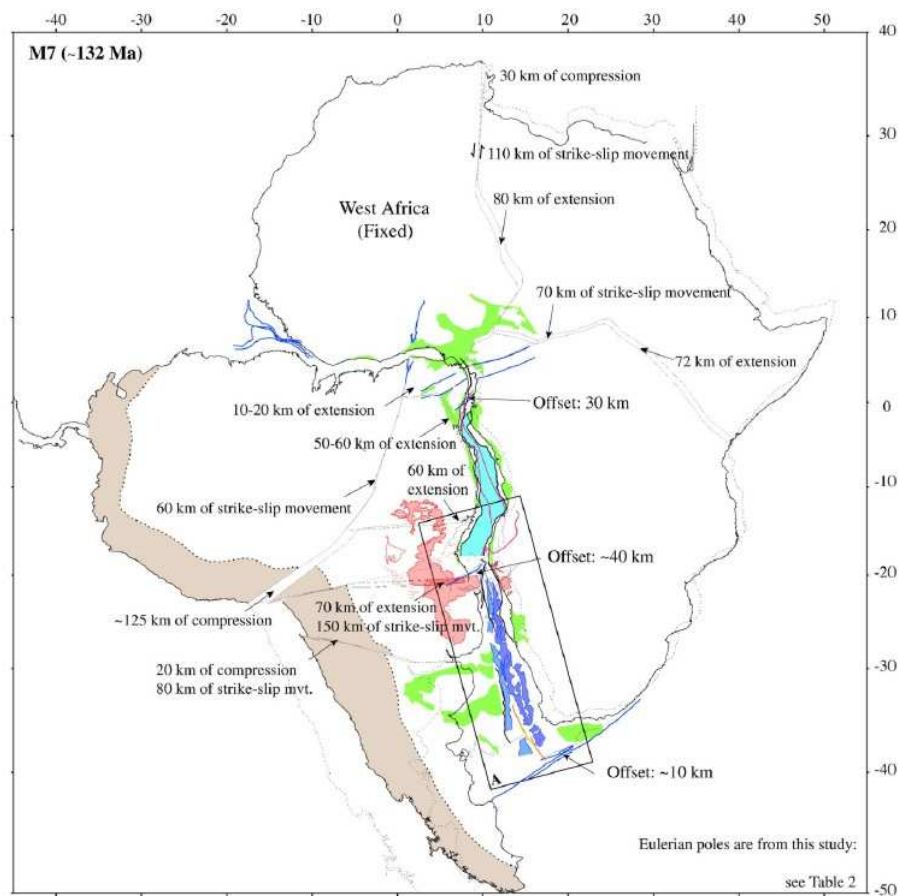 -40 -30 -20 -10 0 10 20 30 40 50
40
M7 (~132 Ma)
30 km of compression
30
110 km of strike-slip movement
West Africa
(Fixed)
80 km of extension
20
70 km of strike-slip movement
10
72 km of extension
10-20 km of extension
Offset: 30 km
0
50-60 km of extension
60 km of
extension
-10
60 km of strike-slip movement
Offset: ~40 km
-20
~125 km of compression
70 km of extension
150 km of strike-slip mvt.
20 km of compression
80 km of strike-slip mvt.
-30
A
Offset: ~10 km
-40
Eulerian poles are from this study:
see Table 2
-50